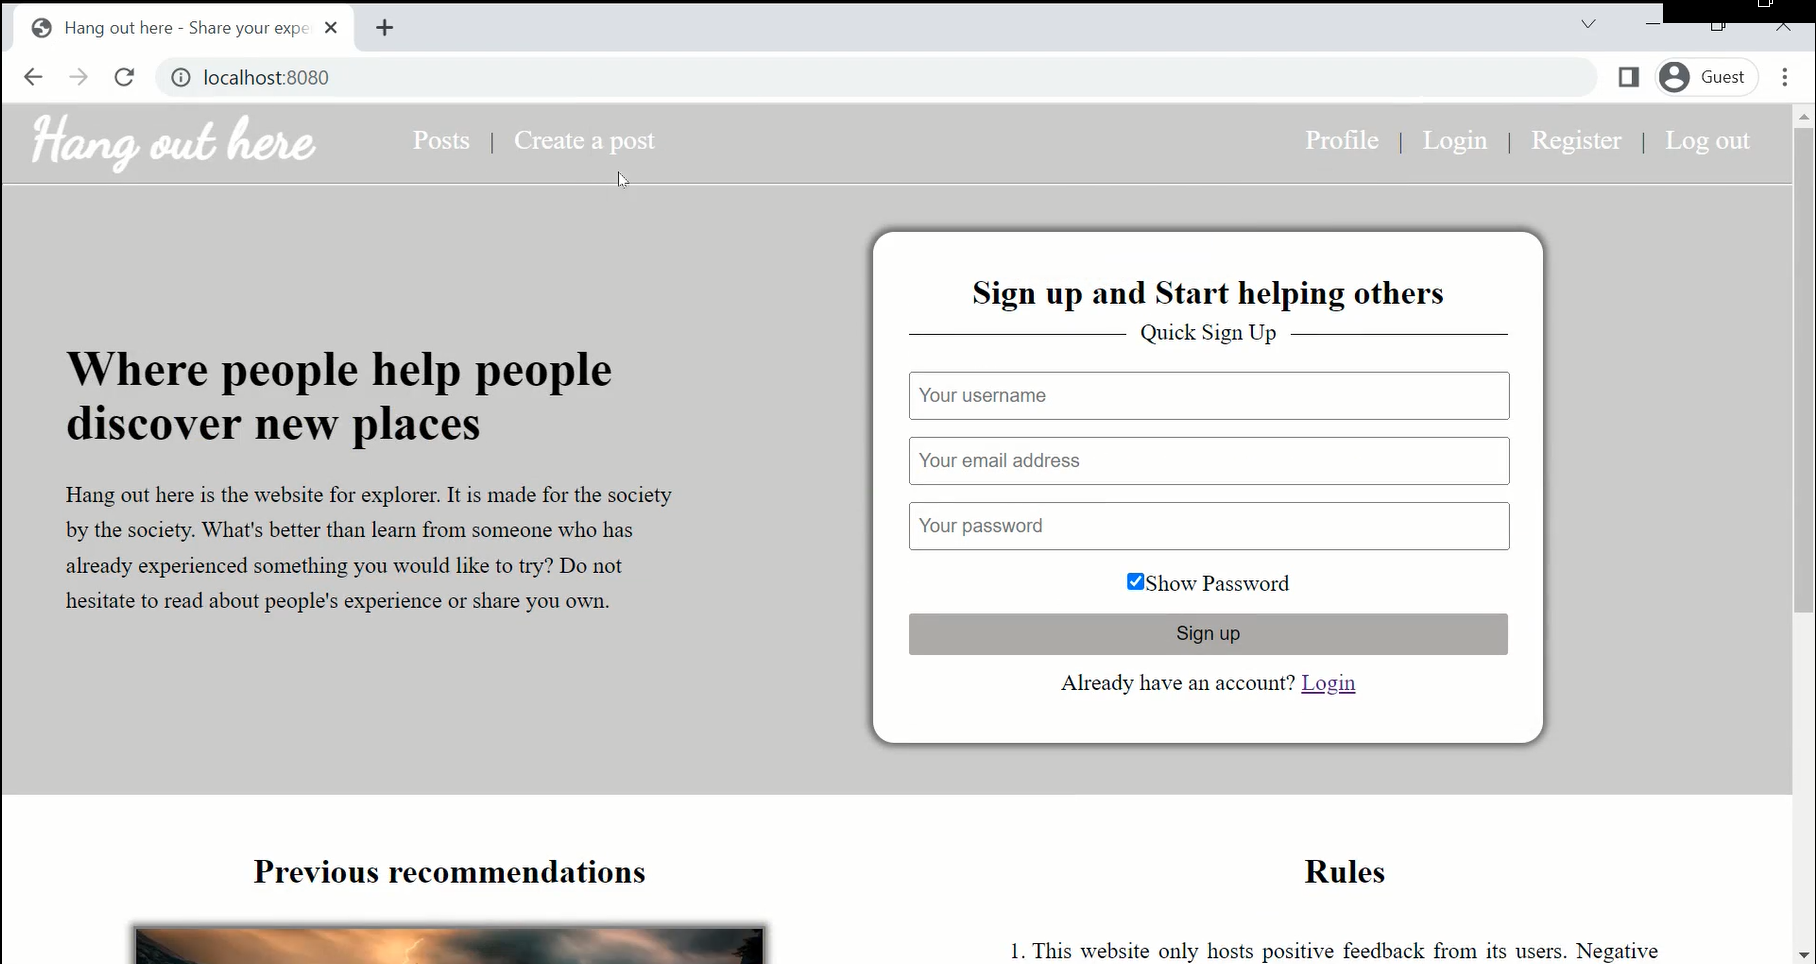 Hang out here - Share your expe
localhost:8080
Guest
Hang out here
Posts | Create a post
Profile | Login | Register | Log out
Where people help people
discover new places
Hang out here is the website for explorer. It is made for the society
by the society. What's better than learn from someone who has
already experienced something you would like to try? Do not
hesitate to read about people's experience or share you own.
Sign up and Start helping others
Quick Sign Up
Your username
Your email address
Your password
Show Password
Sign up
Already have an account? Login
Previous recommendations
Rules
1. This website only hosts positive feedback from its users. Negative